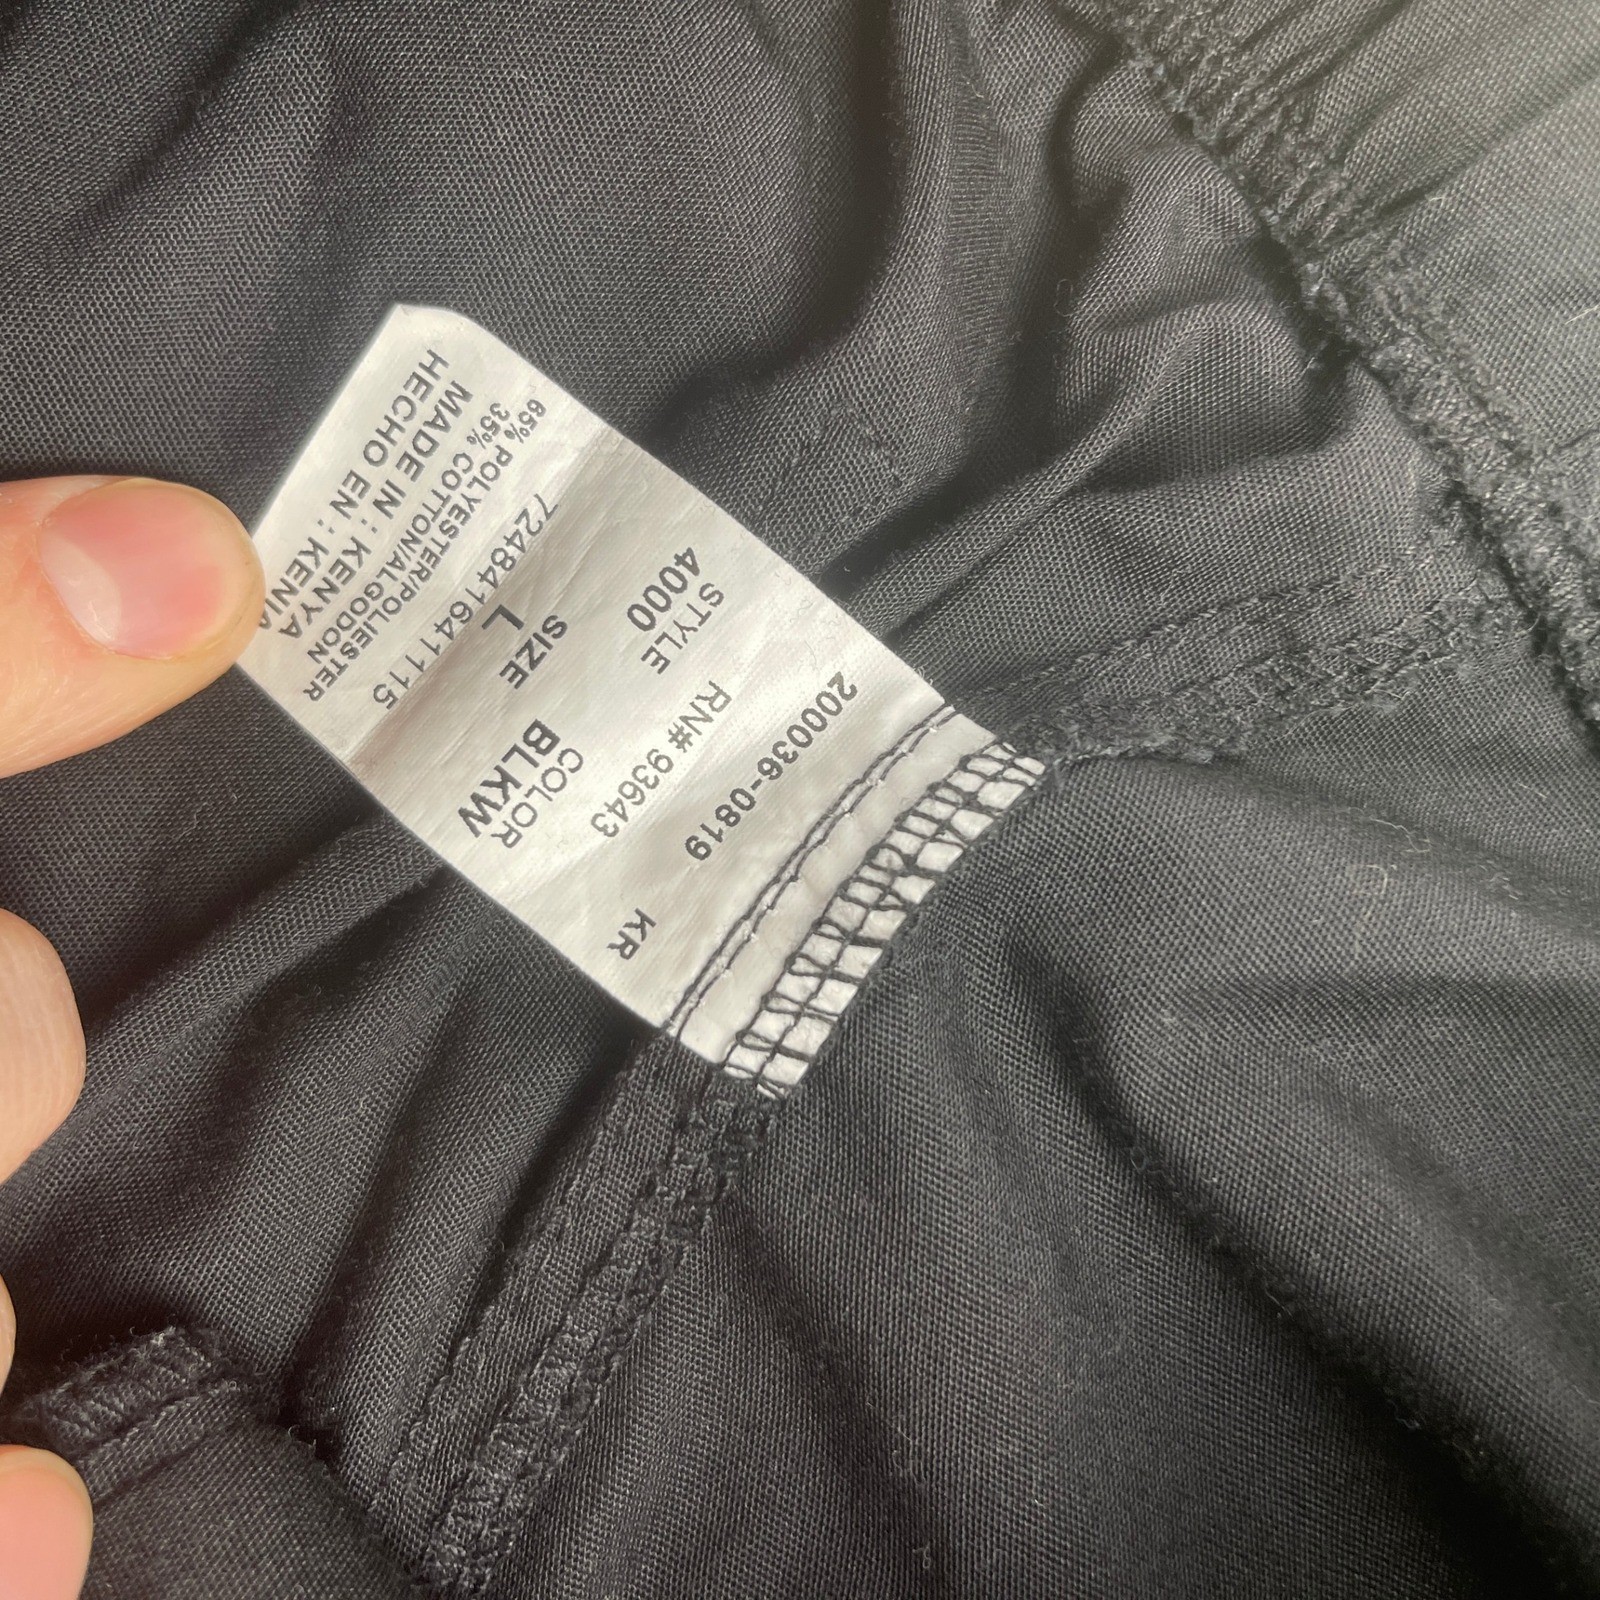 200036-0819
RN# 93643 KR
STYLE
4000
COLOR
BLKW
SIZE
L
724841641115
65% POLYESTER/POLIESTER
35% COTTON/ALGODON
MADE IN : KENYA
HECHO EN : KENIA